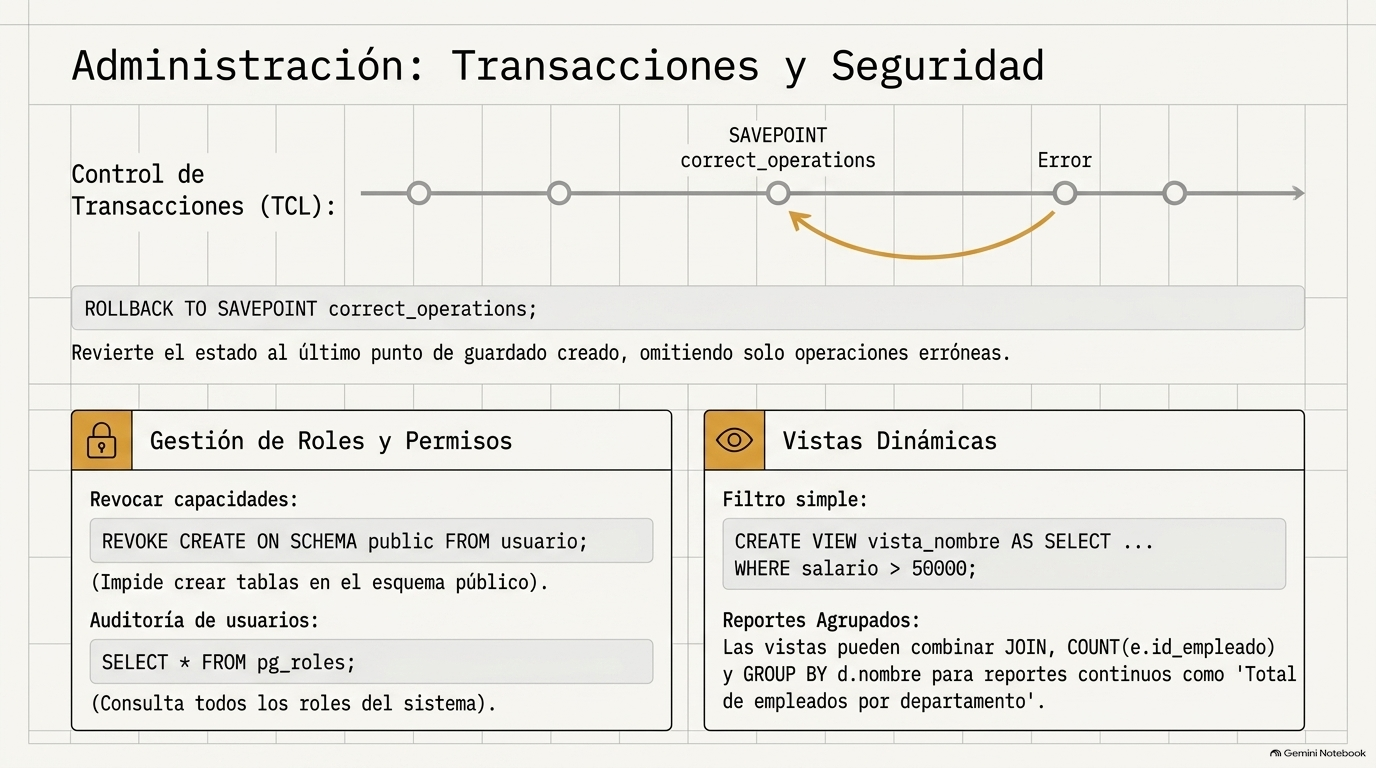 Administración: Transacciones y Seguridad
SAVEPOINT
correct_operations
Error
Control de
Transacciones (TCL):
ROLLBACK TO SAVEPOINT correct_operations;
Revierte el estado al último punto de guardado creado, omitiendo solo operaciones erróneas.
Gestión de Roles y Permisos
Revocar capacidades:
REVOKE CREATE ON SCHEMA public FROM usuario;
(Impide crear tablas en el esquema público).
Auditoría de usuarios:
SELECT * FROM pg_roles;
(Consulta todos los roles del sistema).
Vistas Dinámicas
Filtro simple:
CREATE VIEW vista_nombre AS SELECT ...
WHERE salario > 50000;
Reportes Agrupados:
Las vistas pueden combinar JOIN, COUNT(e.id_empleado)
y GROUP BY d.nombre para reportes continuos como 'Total
de empleados por departamento'.
Gemini Notebook